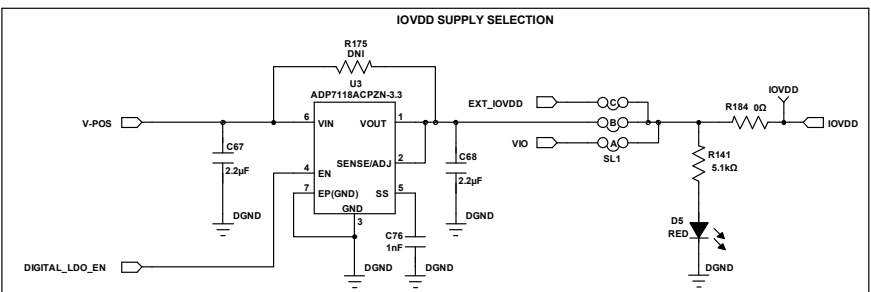 IOVDD SUPPLY SELECTION
R175
DNI
U3
ADP7118ACPZN-3.3
V-POS
6 VIN VOUT 1
SENSE/ADJ 2
4 EN
7 EP(GND) SS 5
GND
3
C67
2.2µF
DGND
C68
2.2µF
DGND
C76
1nF
DGND
DGND
DIGITAL_LDO_EN
EXT_IOVDD
VIO
C
B
A
SL1
R184 0Ω
IOVDD
IOVDD
R141
5.1kΩ
D5
RED
DGND